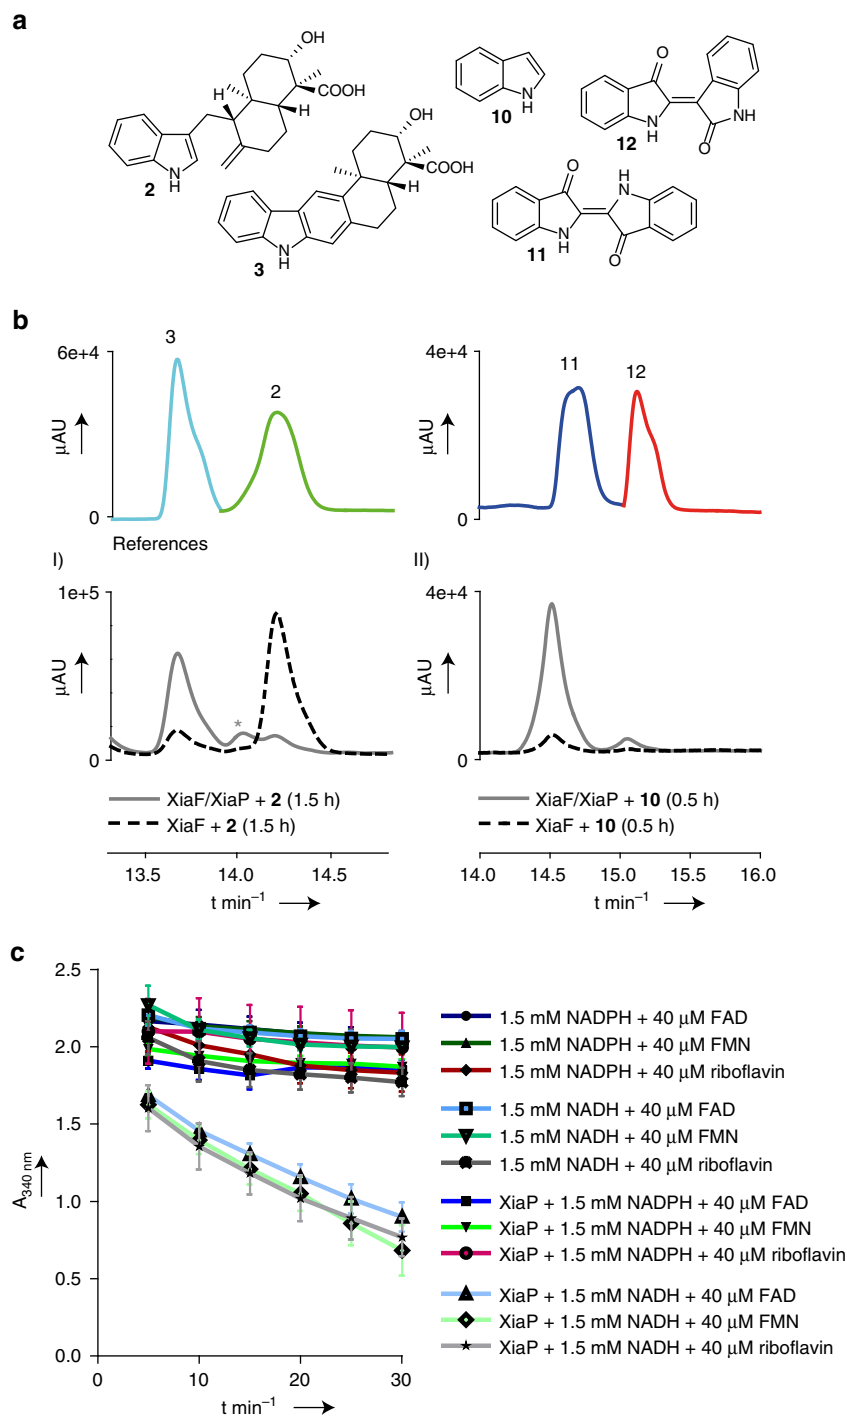 a
OH
H
COOH
H
N
H
2
OH
COOH
H
N
H
3
N
H
10
O
N
H
NH
O
12
O
H
N
N
H
O
11
b
6e+4
μAU
0
3
2
References
4e+4
μAU
0
11
12
I)
1e+5
μAU
0
*
XiaF/XiaP + 2 (1.5 h)
XiaF + 2 (1.5 h)
13.5 14.0 14.5
t min⁻¹
II)
4e+4
μAU
0
XiaF/XiaP + 10 (0.5 h)
XiaF + 10 (0.5 h)
14.0 14.5 15.0 15.5 16.0
t min⁻¹
c
2.5
2.0
1.5
1.0
0.5
0.0
A340 nm
0 10 20 30
t min⁻¹
1.5 mM NADPH + 40 μM FAD
1.5 mM NADPH + 40 μM FMN
1.5 mM NADPH + 40 μM riboflavin
1.5 mM NADH + 40 μM FAD
1.5 mM NADH + 40 μM FMN
1.5 mM NADH + 40 μM riboflavin
XiaP + 1.5 mM NADPH + 40 μM FAD
XiaP + 1.5 mM NADPH + 40 μM FMN
XiaP + 1.5 mM NADPH + 40 μM riboflavin
XiaP + 1.5 mM NADH + 40 μM FAD
XiaP + 1.5 mM NADH + 40 μM FMN
XiaP + 1.5 mM NADH + 40 μM riboflavin